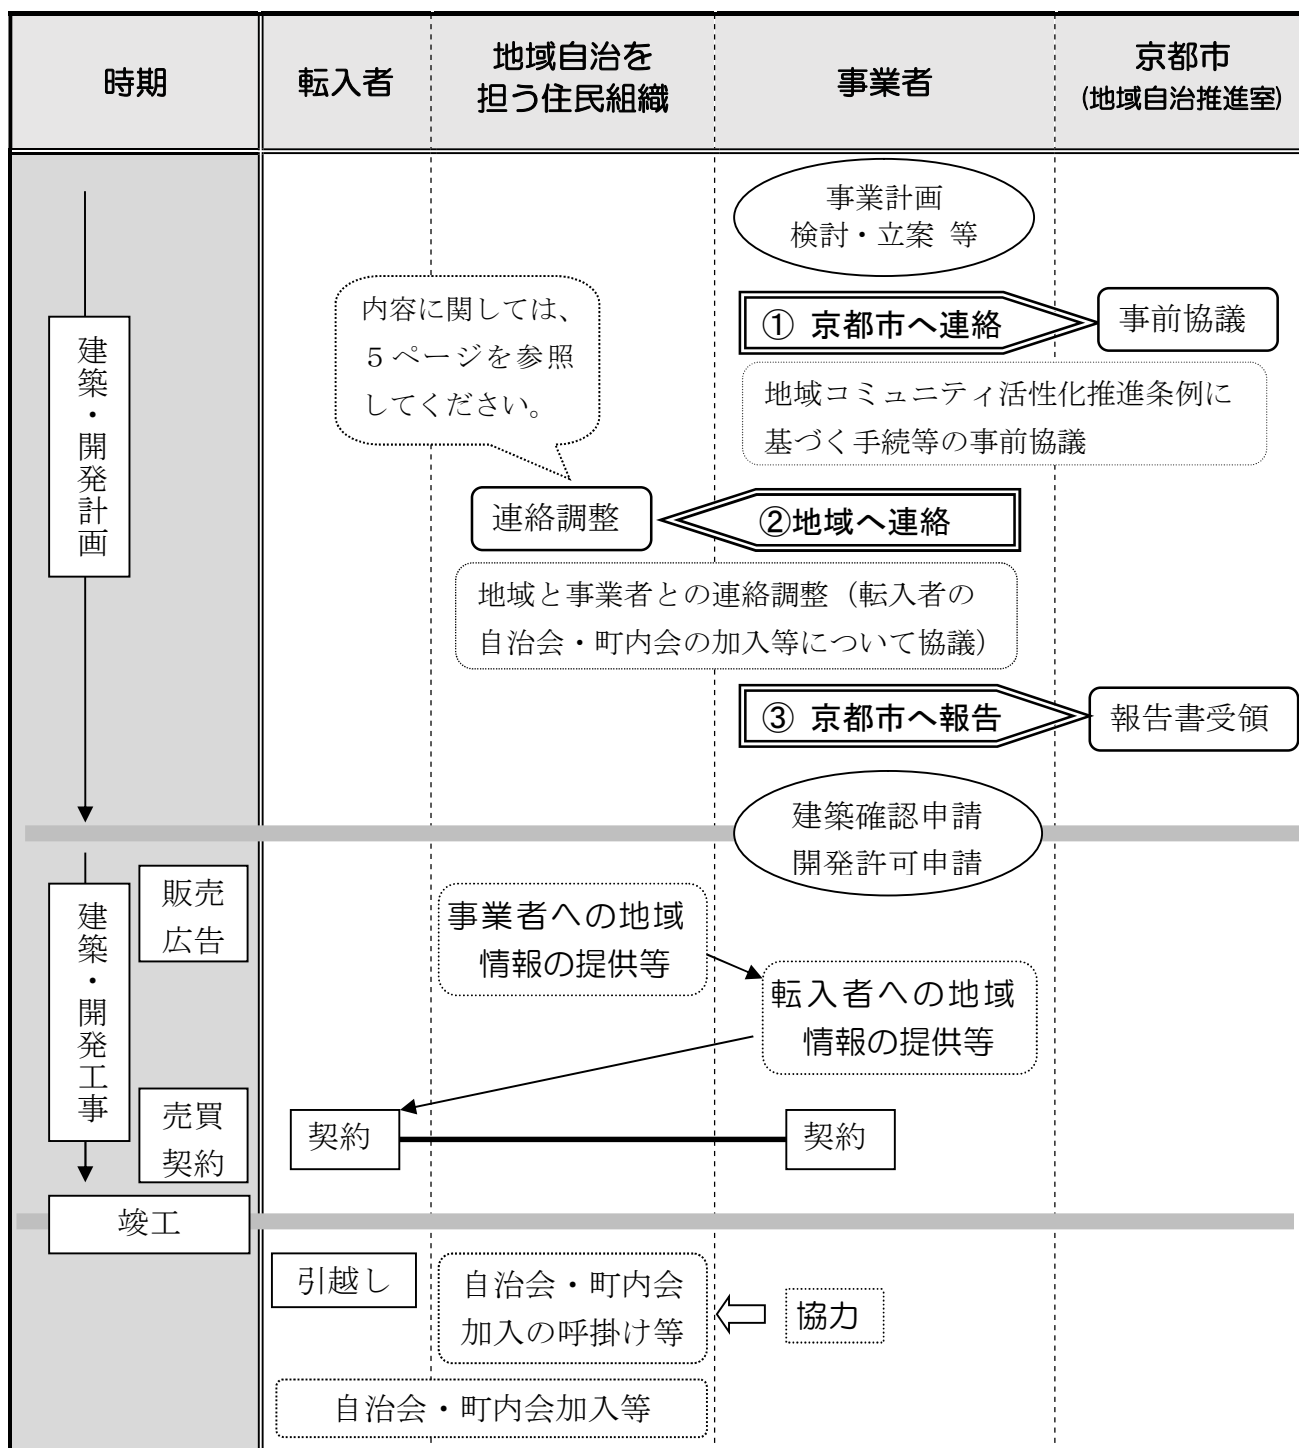 時期
転入者
地域自治を
担う住民組織
事業者
京都市
(地域自治推進室)
事業計画
検討・立案 等
内容に関しては、
5ページを参照
してください。
① 京都市へ連絡
事前協議
建築・開発計画
地域コミュニティ活性化推進条例に
基づく手続等の事前協議
連絡調整
②地域へ連絡
地域と事業者との連絡調整（転入者の
自治会・町内会の加入等について協議）
③ 京都市へ報告
報告書受領
建築確認申請
開発許可申請
建築・開発工事
販売
広告
事業者への地域
情報の提供等
転入者への地域
情報の提供等
売買
契約
契約
契約
竣工
引越し
自治会・町内会
加入の呼掛け等
協力
自治会・町内会加入等